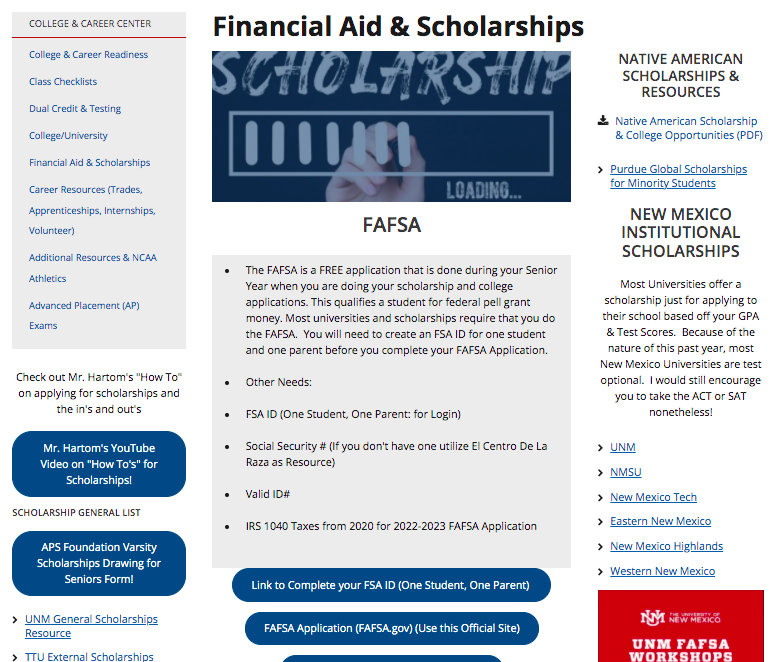 COLLEGE & CAREER CENTER
College & Career Readiness
Class Checklists
Dual Credit & Testing
College/University
Financial Aid & Scholarships
Career Resources (Trades,
Apprenticeships, Internships,
Volunteer)
Additional Resources & NCAA
Athletics
Advanced Placement (AP)
Exams
Check out Mr. Hartom's "How To"
on applying for scholarships and
the in's and out's
Mr. Hartom's YouTube
Video on "How To's" for
Scholarships!
SCHOLARSHIP GENERAL LIST
APS Foundation Varsity
Scholarships Drawing for
Seniors Form!
UNM General Scholarships
Resource
TTU External Scholarships
Financial Aid & Scholarships
SCHOLARSHIP
LOADING...
FAFSA
The FAFSA is a FREE application that is done during your Senior
Year when you are doing your scholarship and college
applications. This qualifies a student for federal pell grant
money. Most universities and scholarships require that you do
the FAFSA.  You will need to create an FSA ID for one student
and one parent before you complete your FAFSA Application.
Other Needs:
FSA ID (One Student, One Parent: for Login)
Social Security # (If you don't have one utilize El Centro De La
Raza as Resource)
Valid ID#
IRS 1040 Taxes from 2020 for 2022-2023 FAFSA Application
Link to Complete your FSA ID (One Student, One Parent)
FAFSA Application (FAFSA.gov) (Use this Official Site)
NATIVE AMERICAN
SCHOLARSHIPS &
RESOURCES
Native American Scholarship
& College Opportunities (PDF)
Purdue Global Scholarships
for Minority Students
NEW MEXICO
INSTITUTIONAL
SCHOLARSHIPS
Most Universities offer a
scholarship just for applying to
their school based off your GPA
& Test Scores.  Because of the
nature of this past year, most
New Mexico Universities are test
optional.  I would still encourage
you to take the ACT or SAT
nonetheless!
UNM
NMSU
New Mexico Tech
Eastern New Mexico
New Mexico Highlands
Western New Mexico
NM THE UNIVERSITY OF
NEW MEXICO
UNM FAFSA
WORKSHOPS